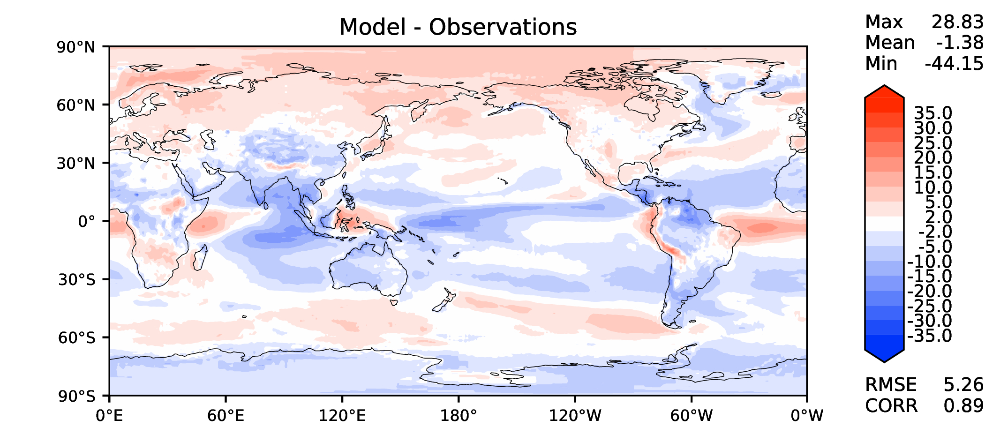 Model - Observations
Max 28.83
Mean -1.38
Min -44.15
90°N
60°N
30°N
0°
30°S
60°S
90°S
0°E 60°E 120°E 180° 120°W 60°W 0°W
35.0
30.0
25.0
20.0
15.0
10.0
5.0
2.0
-2.0
-5.0
-10.0
-15.0
-20.0
-25.0
-30.0
-35.0
RMSE 5.26
CORR 0.89